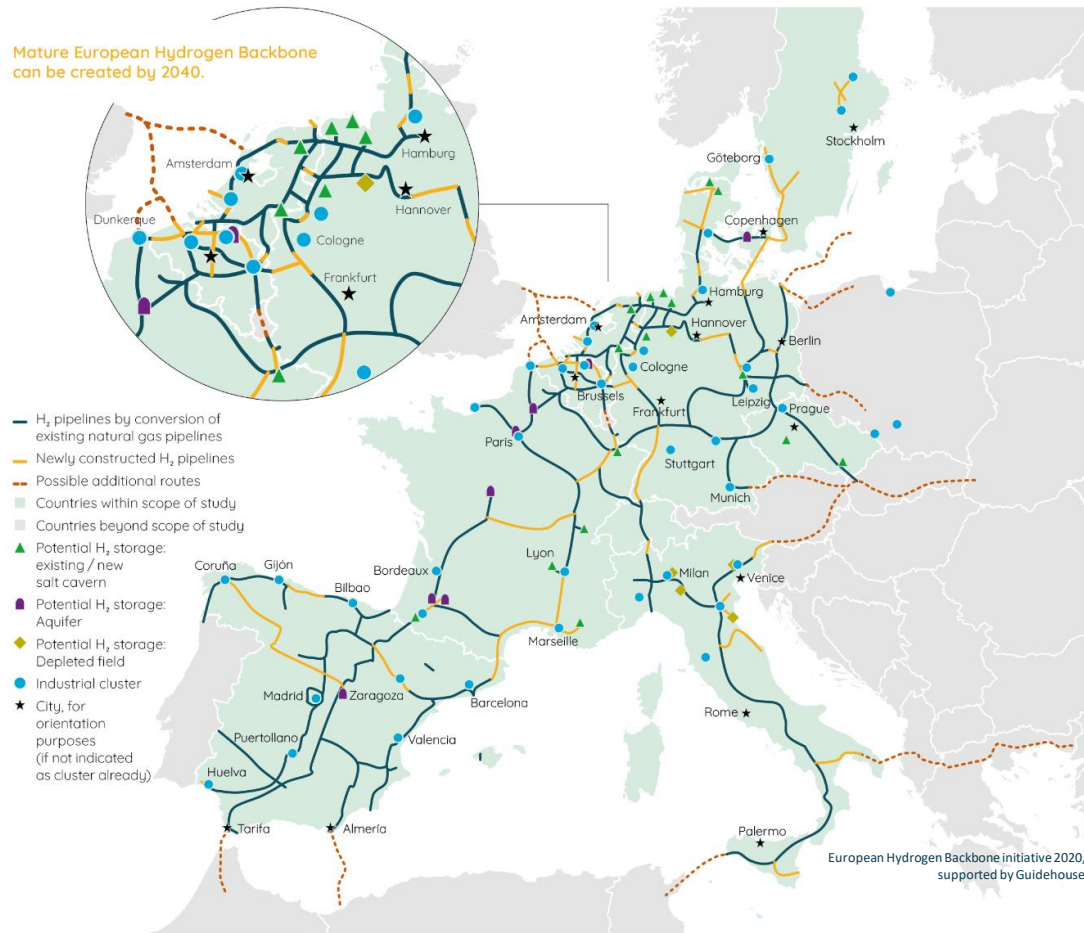 Mature European Hydrogen Backbone
can be created by 2040.
Amsterdam
Hamburg
Hannover
Dunkerque
Cologne
Frankfurt
H₂ pipelines by conversion of
existing natural gas pipelines
Newly constructed H₂ pipelines
Possible additional routes
Countries within scope of study
Countries beyond scope of study
Potential H₂ storage:
existing / new
salt cavern
Potential H₂ storage:
Aquifer
Potential H₂ storage:
Depleted field
Industrial cluster
City, for
orientation
purposes
(if not indicated
as cluster already)
Stockholm
Göteborg
Copenhagen
Hamburg
Amsterdam
Hannover
Berlin
Cologne
Brussels
Leipzig
Prague
Frankfurt
Paris
Stuttgart
Munich
Lyon
Milan
Venice
Bordeaux
Coruña
Gijón
Bilbao
Marseille
Madrid
Zaragoza
Barcelona
Rome
Puertollano
Valencia
Huelva
Tarifa
Almería
Palermo
European Hydrogen Backbone initiative 2020,
supported by Guidehouse